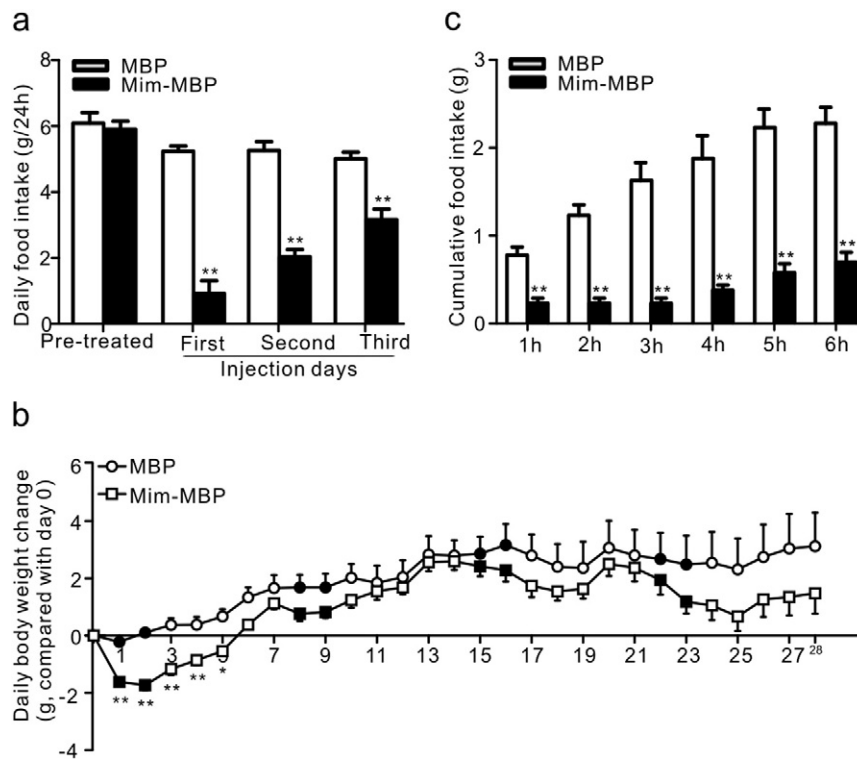 a
Daily food intake (g/24h)
8
6
4
2
0
MBP
Mim-MBP
**
**
**
Pre-treated
First
Second
Third
Injection days
c
Cumulative food intake (g)
3
2
1
0
MBP
Mim-MBP
**
**
**
**
**
**
1h
2h
3h
4h
5h
6h
b
Daily body weight change
(g, compared with day 0)
6
4
2
0
-2
-4
MBP
Mim-MBP
1
3
5
7
9
11
13
15
17
19
21
23
25
27
28
**
**
**
**
*